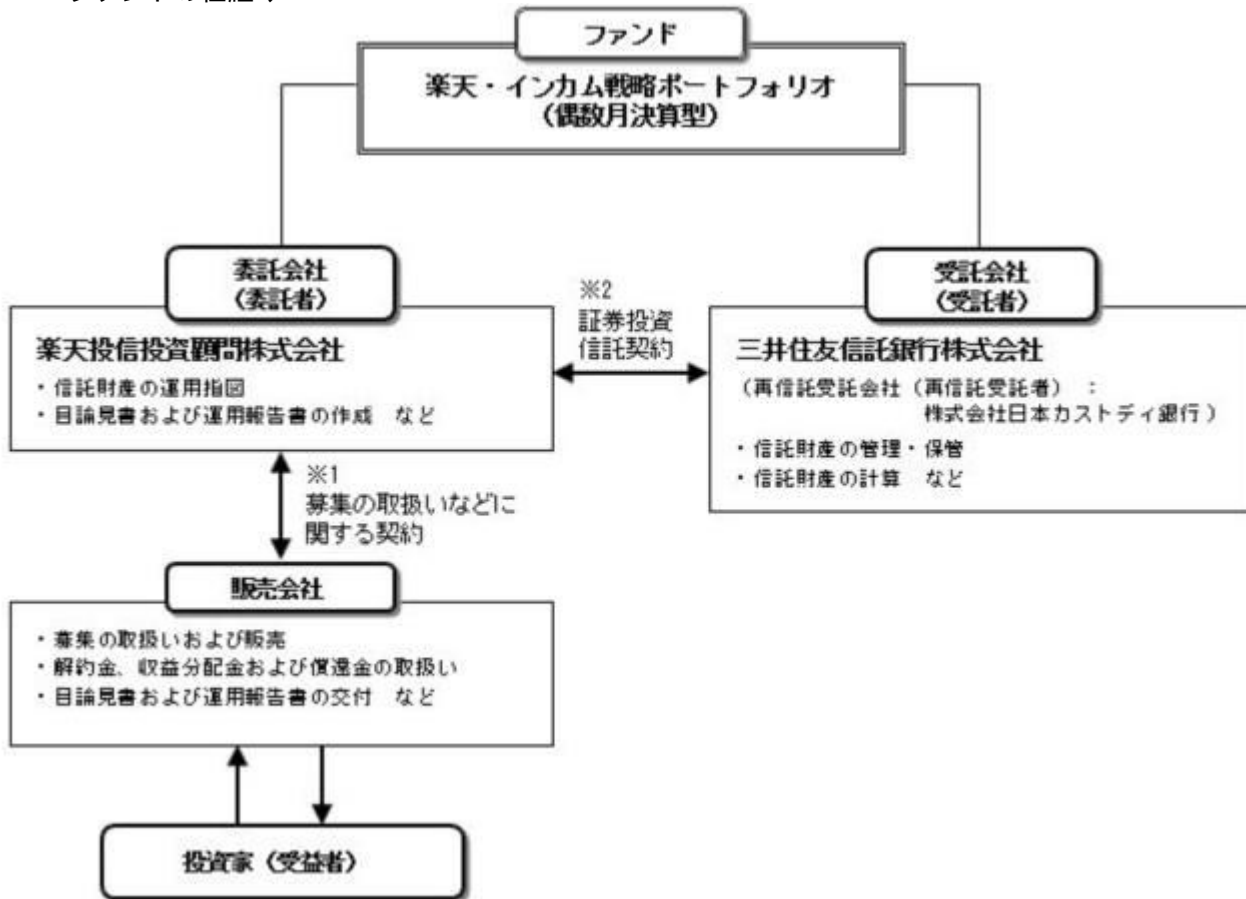 ファンド
楽天・インカム戦略ポートフォリオ
(偶数月決算型)
委託会社
(委託者)
楽天投信投資顧問株式会社
・信託財産の運用指図
・目論見書および運用報告書の作成 など
※2
証券投資
信託契約
受託会社
(受託者)
三井住友信託銀行株式会社
(再信託受託会社(再信託受託者) :
株式会社日本カストディ銀行)
・信託財産の管理・保管
・信託財産の計算 など
※1
募集の取扱いなどに
関する契約
販売会社
・募集の取扱いおよび販売
・解約金、収益分配金および償還金の取扱い
・目論見書および運用報告書の交付 など
投資家(受益者)